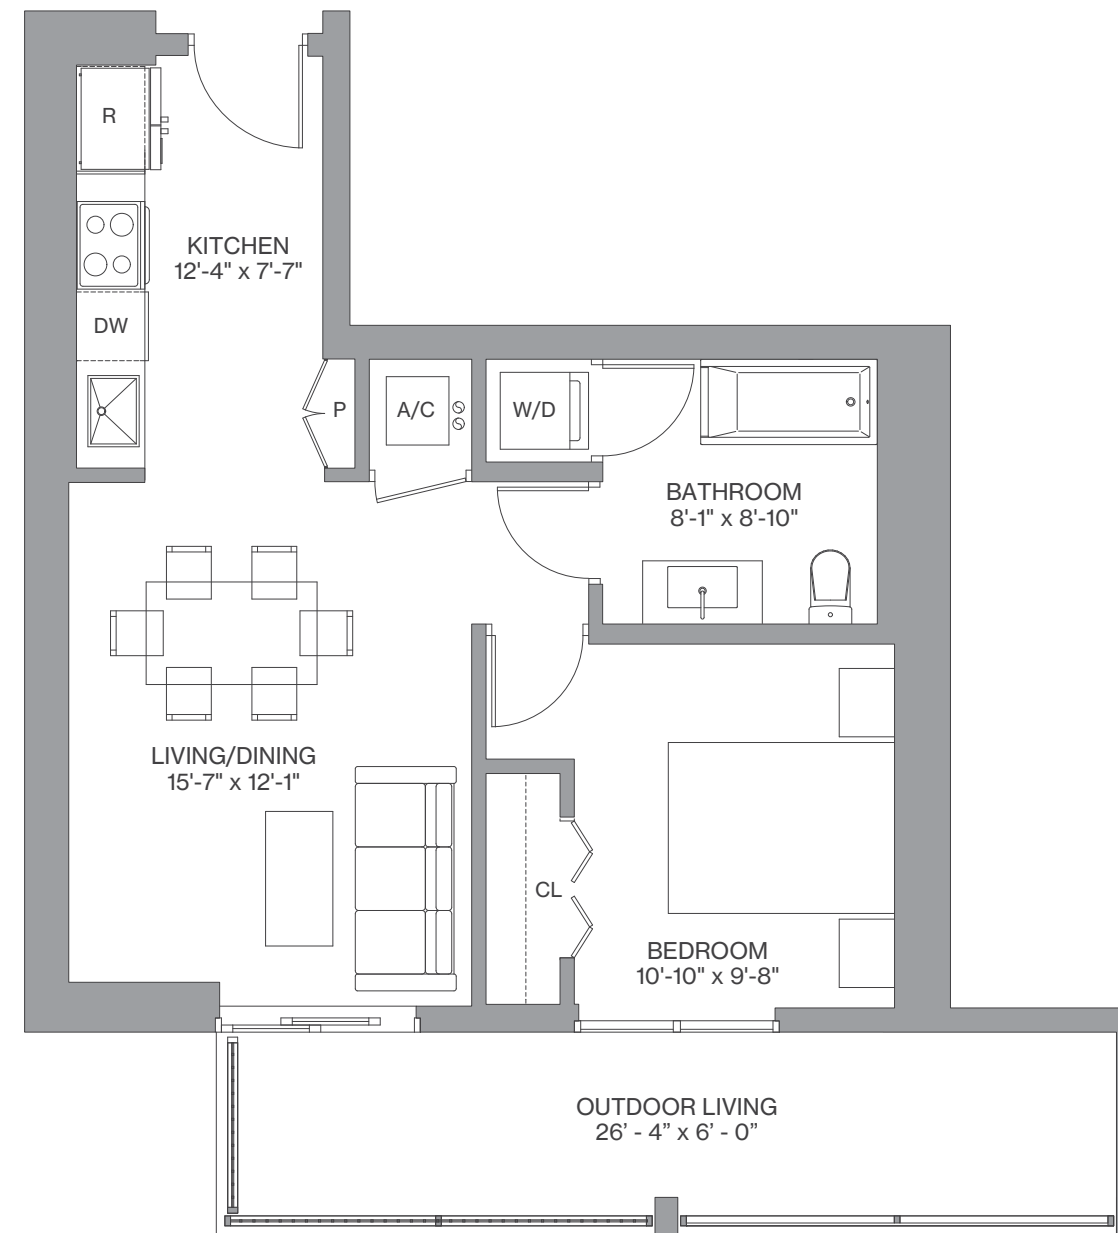 R
KITCHEN
12'-4" x 7'-7"
DW
P
A/C
W/D
BATHROOM
8'-1" x 8'-10"
LIVING/DINING
15'-7" x 12'-1"
CL
BEDROOM
10'-10" x 9'-8"
OUTDOOR LIVING
26’ - 4” x 6’ - 0”